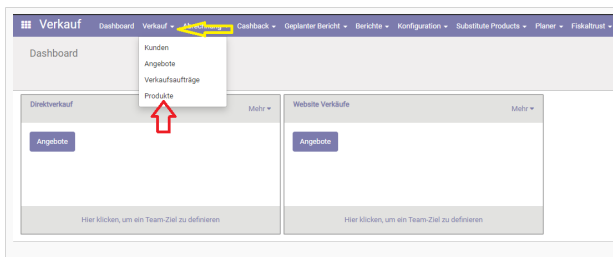 Verkauf Dashboard Verkauf Abrechnung Cashback Geplanter Bericht Berichte Konfiguration Substitute Products Planer Fiskaltrust
Dashboard
Kunden
Angebote
Verkaufsaufträge
Produkte
Direktverkauf Mehr
Angebote
Hier klicken, um ein Team-Ziel zu definieren
Website Verkäufe Mehr
Angebote
Hier klicken, um ein Team-Ziel zu definieren